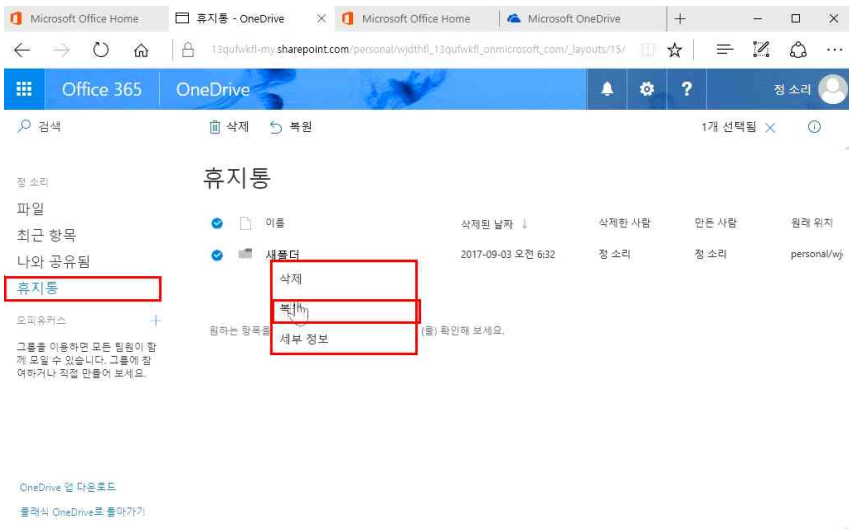 Microsoft Office Home
휴지통 - OneDrive
Microsoft Office Home
Microsoft OneDrive
13qufwkfl-my.sharepoint.com/personal/wjdthfl_13qufwkfl_onmicrosoft_com/_layouts/15/
Office 365
OneDrive
정 소리
검색
삭제
복원
1개 선택됨
정 소리
파일
최근 항목
나와 공유됨
휴지통
오피유커스
그룹을 이용하면 모든 팀원이 함
께 모일 수 있습니다. 그룹에 참
여하거나 직접 만들어 보세요.
OneDrive 앱 다운로드
클래식 OneDrive로 돌아가기
휴지통
이름 삭제된 날짜 ↓ 삭제한 사람 만든 사람 원래 위치
새폴더 2017-09-03 오전 6:32 정 소리 정 소리 personal/wj
삭제
원하는 항목을 (를) 확인해 보세요.
세부 정보